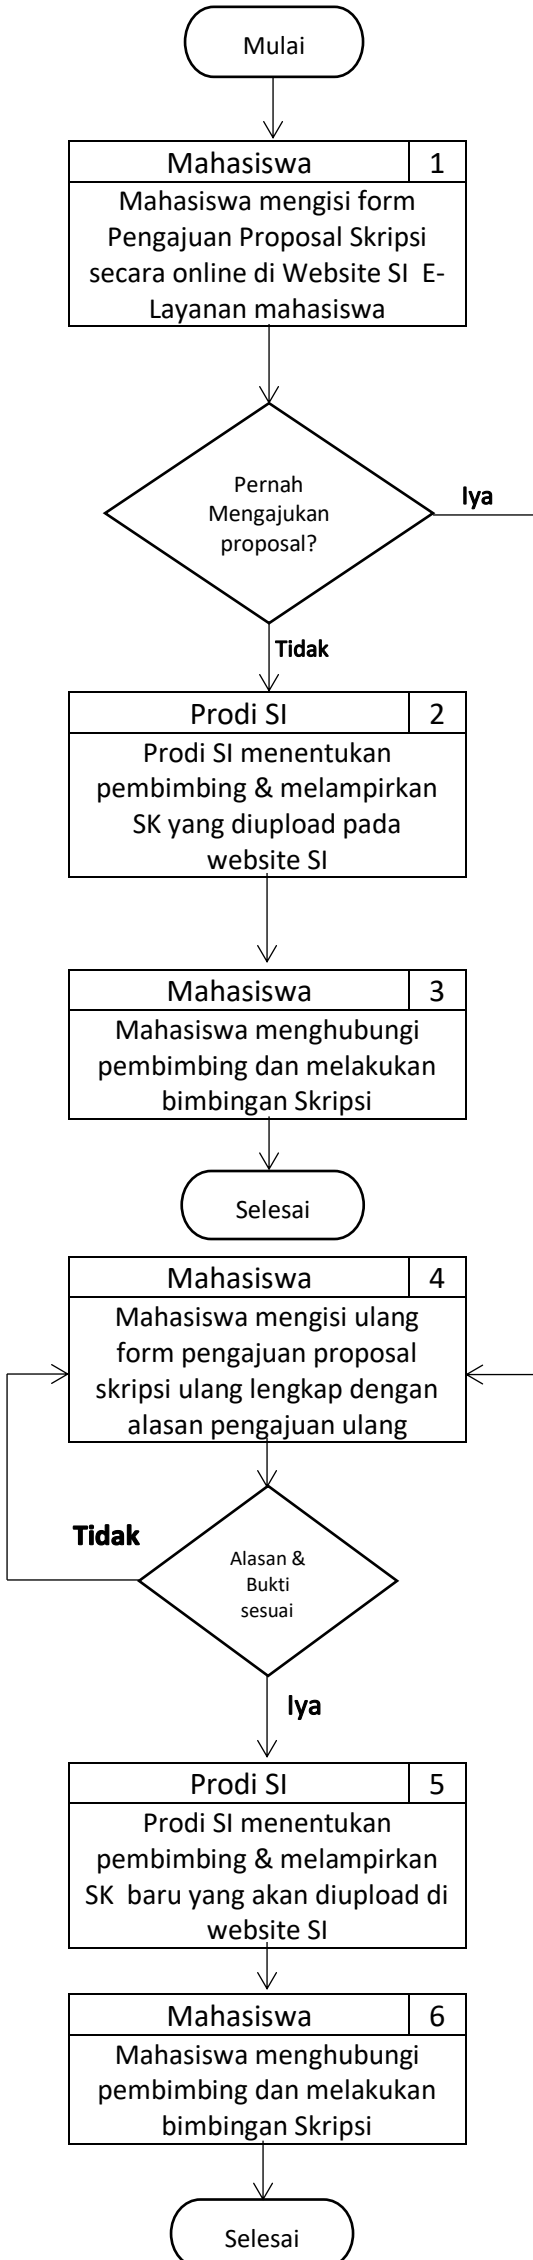 Mulai
Mahasiswa 1
Mahasiswa mengisi form
Pengajuan Proposal Skripsi
secara online di Website SI E-
Layanan mahasiswa
Pernah
Mengajukan
proposal?
Iya
Tidak
Prodi SI 2
Prodi SI menentukan
pembimbing & melampirkan
SK yang diupload pada
website SI
Mahasiswa 3
Mahasiswa menghubungi
pembimbing dan melakukan
bimbingan Skripsi
Selesai
Mahasiswa 4
Mahasiswa mengisi ulang
form pengajuan proposal
skripsi ulang lengkap dengan
alasan pengajuan ulang
Tidak
Alasan &
Bukti
sesuai
Iya
Prodi SI 5
Prodi SI menentukan
pembimbing & melampirkan
SK baru yang akan diupload di
website SI
Mahasiswa 6
Mahasiswa menghubungi
pembimbing dan melakukan
bimbingan Skripsi
Selesai